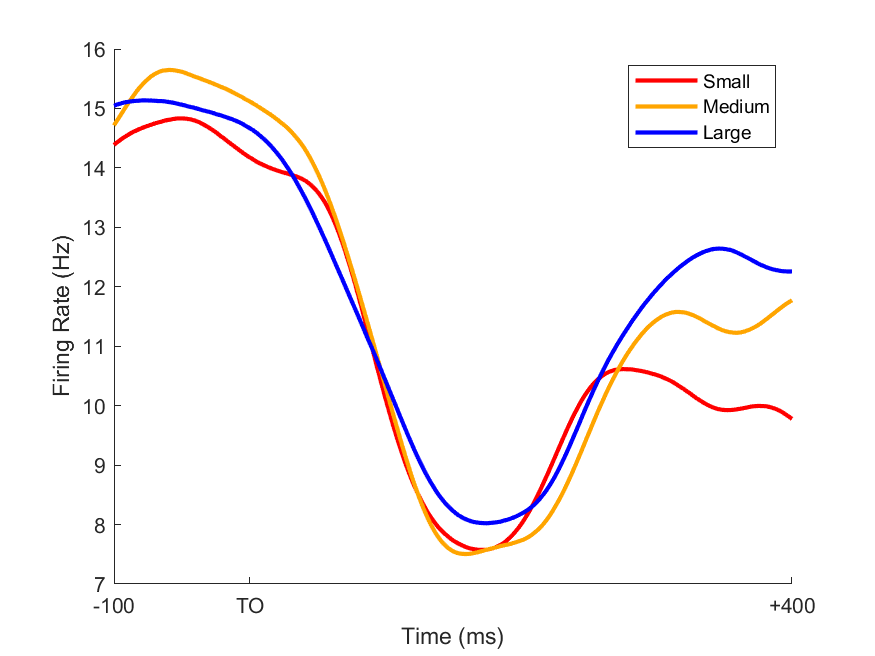 16
15
14
13
12
11
10
9
8
7
Firing Rate (Hz)
Small
Medium
Large
-100
TO
+400
Time (ms)